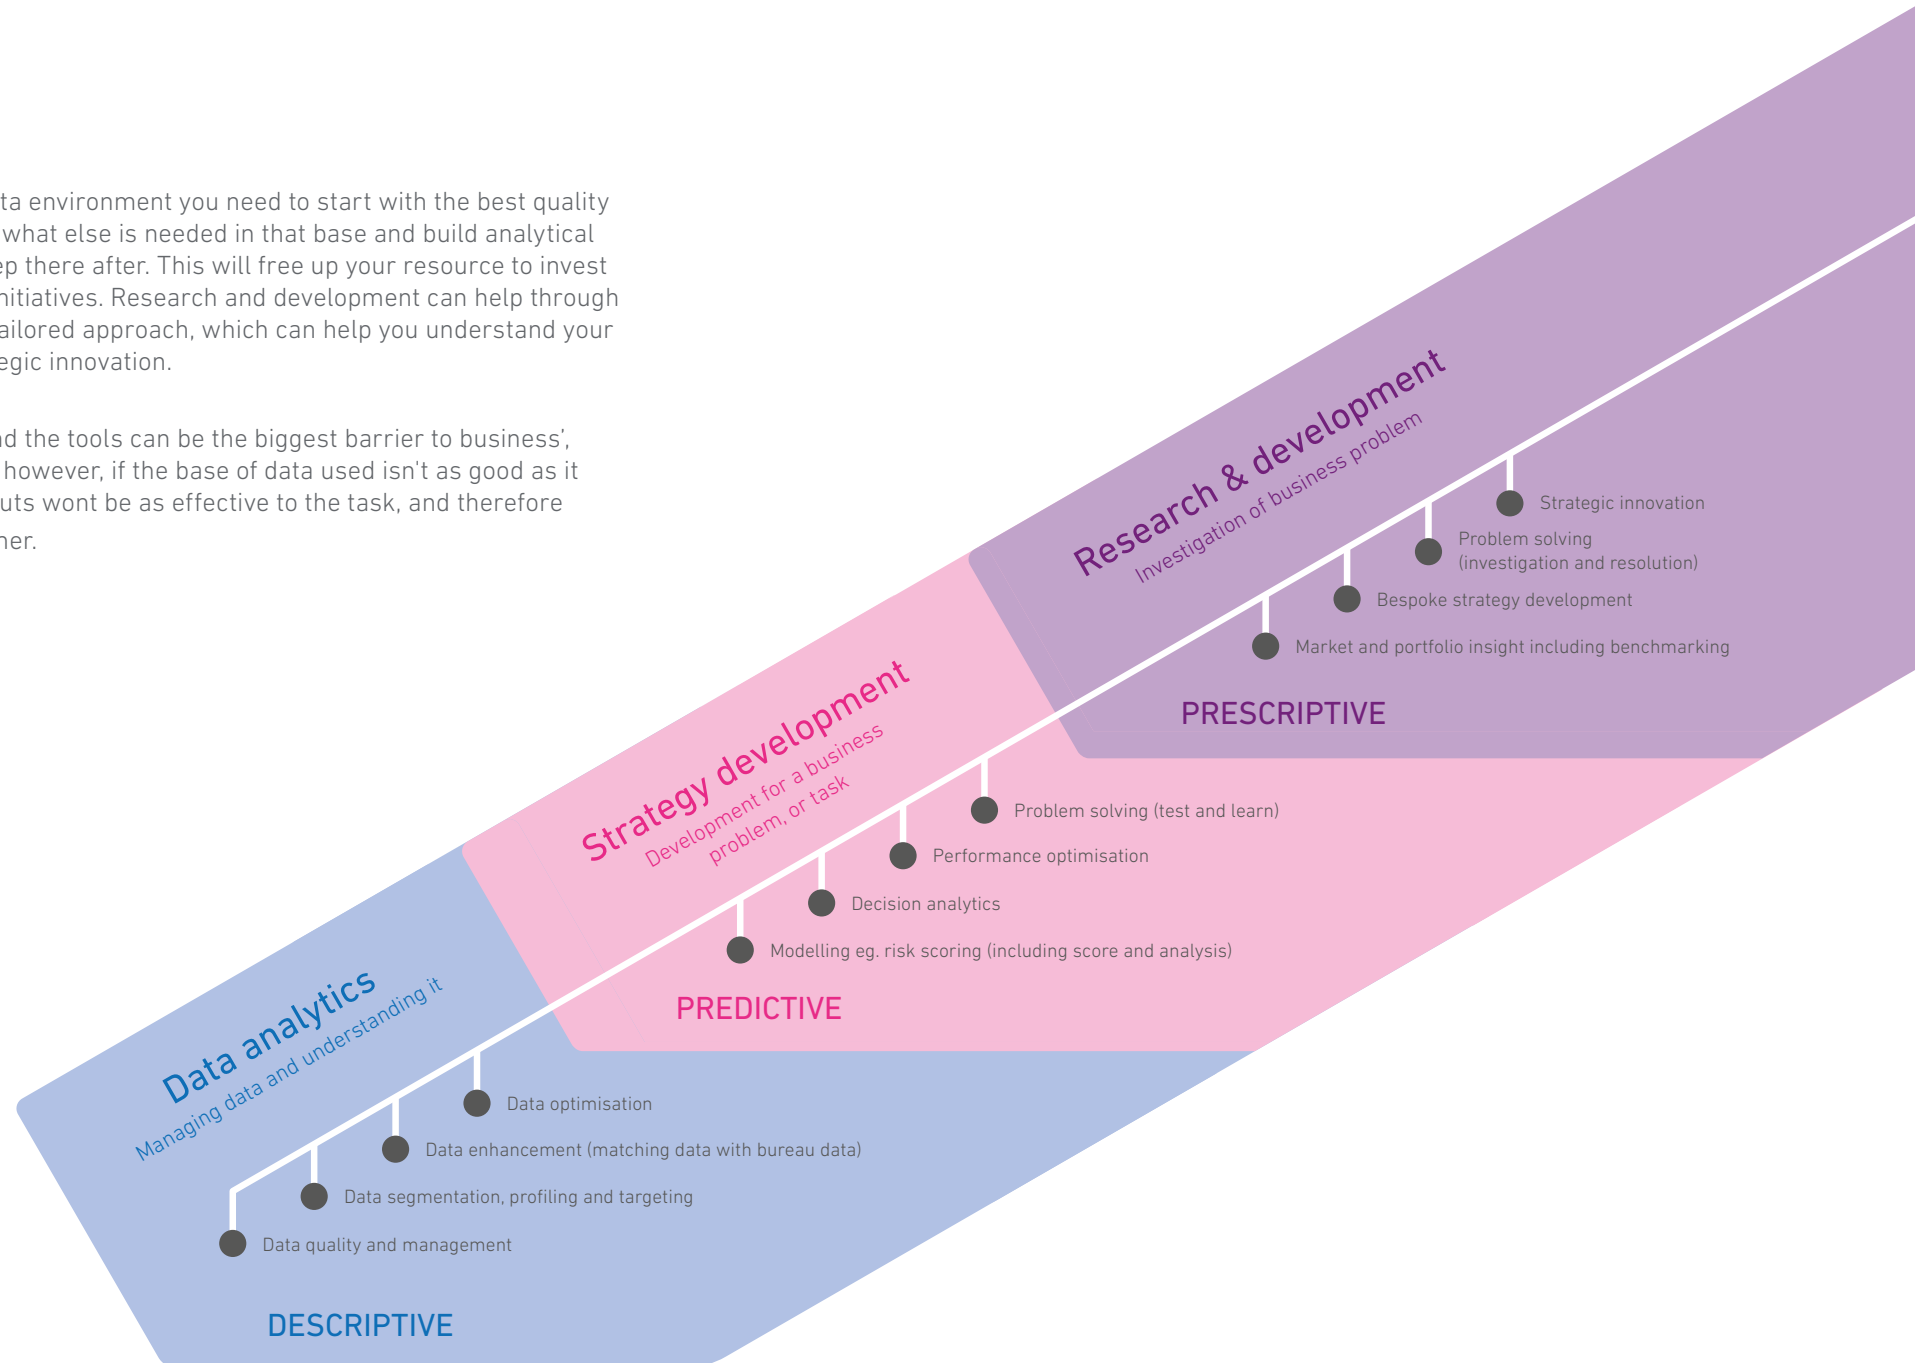 ta environment you need to start with the best quality
what else is needed in that base and build analytical
ep there after. This will free up your resource to invest
nitiatives. Research and development can help through
ailored approach, which can help you understand your
egic innovation.
nd the tools can be the biggest barrier to business’,
however, if the base of data used isn't as good as it
uts wont be as effective to the task, and therefore
ner.
Research & development
Investigation of business problem
Strategic innovation
Problem solving
(investigation and resolution)
Bespoke strategy development
Market and portfolio insight including benchmarking
PRESCRIPTIVE
Strategy development
Development for a business
problem, or task
Problem solving (test and learn)
Performance optimisation
Decision analytics
Modelling eg. risk scoring (including score and analysis)
PREDICTIVE
Data analytics
Managing data and understanding it
Data optimisation
Data enhancement (matching data with bureau data)
Data segmentation, profiling and targeting
Data quality and management
DESCRIPTIVE